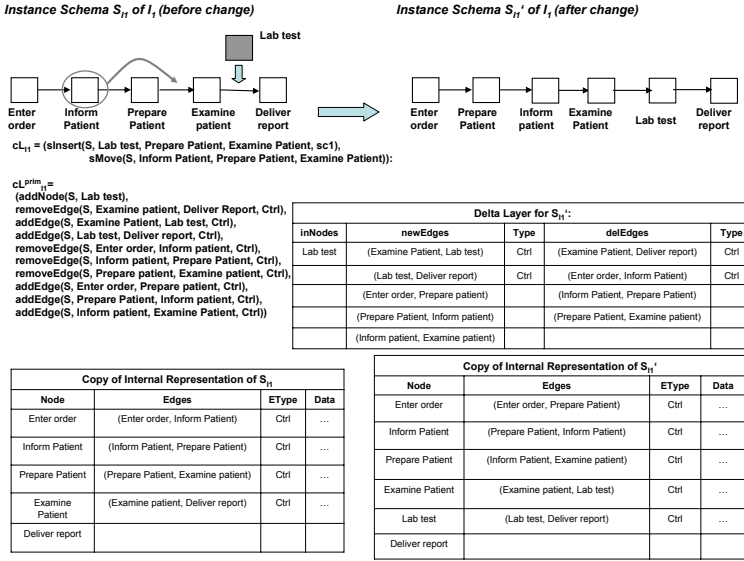 Instance Schema S_I1 of I_1 (before change)
Instance Schema S_I1‘ of I_1 (after change)
Lab test
Enter order
Inform Patient
Prepare Patient
Examine patient
Deliver report
Enter order
Prepare Patient
Inform patient
Examine Patient
Lab test
Deliver report
cL_I1 = (sInsert(S, Lab test, Prepare Patient, Examine Patient, sc1),
sMove(S, Inform Patient, Prepare Patient, Examine Patient)):
cL^prim_I1=
(addNode(S, Lab test),
removeEdge(S, Examine patient, Deliver Report, Ctrl),
addEdge(S, Examine Patient, Lab test, Ctrl),
addEdge(S, Lab test, Deliver report, Ctrl),
removeEdge(S, Enter order, Inform patient, Ctrl),
removeEdge(S, Inform patient, Prepare Patient, Ctrl),
removeEdge(S, Prepare patient, Examine patient, Ctrl),
addEdge(S, Enter order, Prepare patient, Ctrl),
addEdge(S, Prepare Patient, Inform patient, Ctrl),
addEdge(S, Inform patient, Examine Patient, Ctrl))
Delta Layer for S_I1‘:
inNodes newEdges Type delEdges Type
Lab test (Examine Patient, Lab test) Ctrl (Examine Patient, Deliver report) Ctrl
(Lab test, Deliver report) Ctrl (Enter order, Inform Patient) Ctrl
(Enter order, Prepare patient) (Inform Patient, Prepare Patient)
(Prepare Patient, Inform patient) (Prepare Patient, Examine patient)
(Inform patient, Examine patient)
Copy of Internal Representation of S_I1
Node Edges EType Data
Enter order (Enter order, Inform Patient) Ctrl …
Inform Patient (Inform Patient, Prepare Patient) Ctrl …
Prepare Patient (Prepare Patient, Examine patient) Ctrl …
Examine Patient (Examine patient, Deliver report) Ctrl …
Deliver report
Copy of Internal Representation of S_I1‘
Node Edges EType Data
Enter order (Enter order, Prepare Patient) Ctrl …
Inform Patient (Prepare Patient, Inform Patient) Ctrl …
Prepare Patient (Inform Patient, Examine patient) Ctrl …
Examine Patient (Examine patient, Lab test) Ctrl …
Lab test (Lab test, Deliver report) Ctrl …
Deliver report